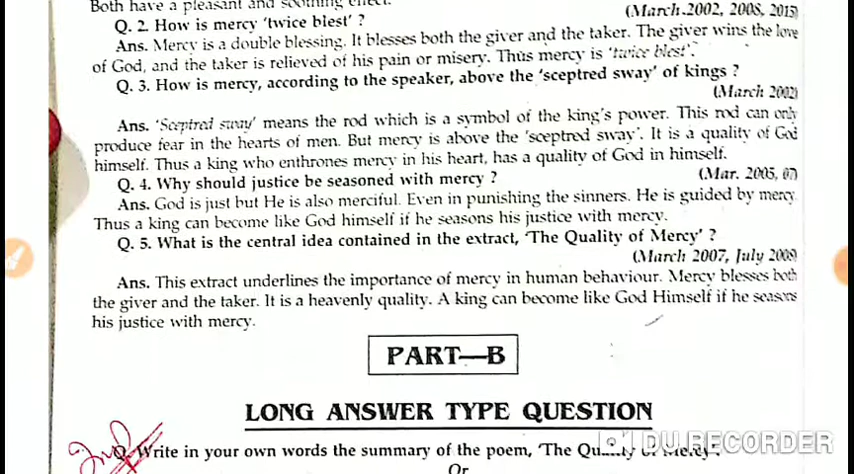 Both have a pleasant and soothing effect.
(March.2002, 2008, 2015)
Q. 2. How is mercy 'twice blest' ?
Ans. Mercy is a double blessing. It blesses both the giver and the taker. The giver wins the love
of God, and the taker is relieved of his pain or misery. Thus mercy is 'twice blest'.
Q. 3. How is mercy, according to the speaker, above the 'sceptred sway' of kings ?
(March 2002)
Ans. 'Sceptred sway' means the rod which is a symbol of the king's power. This rod can only
produce fear in the hearts of men. But mercy is above the 'sceptred sway'. It is a quality of God
himself. Thus a king who enthrones mercy in his heart, has a quality of God in himself.
Q. 4. Why should justice be seasoned with mercy ?
(Mar. 2005, 07)
Ans. God is just but He is also merciful. Even in punishing the sinners. He is guided by mercy.
Thus a king can become like God himself if he seasons his justice with mercy.
Q. 5. What is the central idea contained in the extract, 'The Quality of Mercy' ?
(March 2007, July 2009)
Ans. This extract underlines the importance of mercy in human behaviour. Mercy blesses both
the giver and the taker. It is a heavenly quality. A king can become like God Himself if he seasons
his justice with mercy.
PART—B
LONG ANSWER TYPE QUESTION
Q. Write in your own words the summary of the poem, 'The Quality of Mercy'.
DU RECORDER
Or